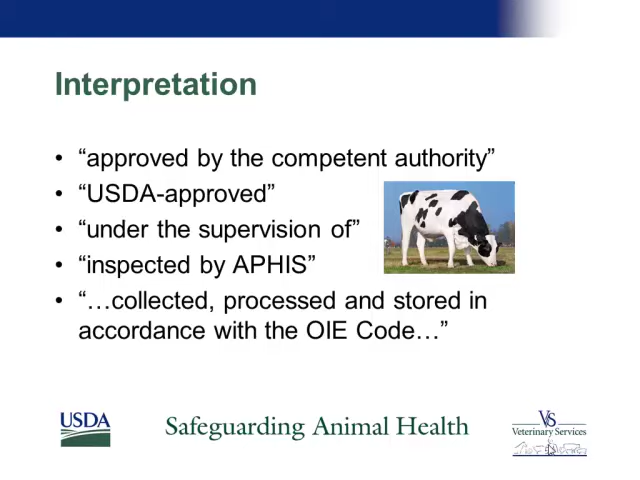 Interpretation
• “approved by the competent authority”
• “USDA-approved”
• “under the supervision of”
• “inspected by APHIS”
• “…collected, processed and stored in
accordance with the OIE Code…”
USDA
Safeguarding Animal Health
VS
Veterinary Services